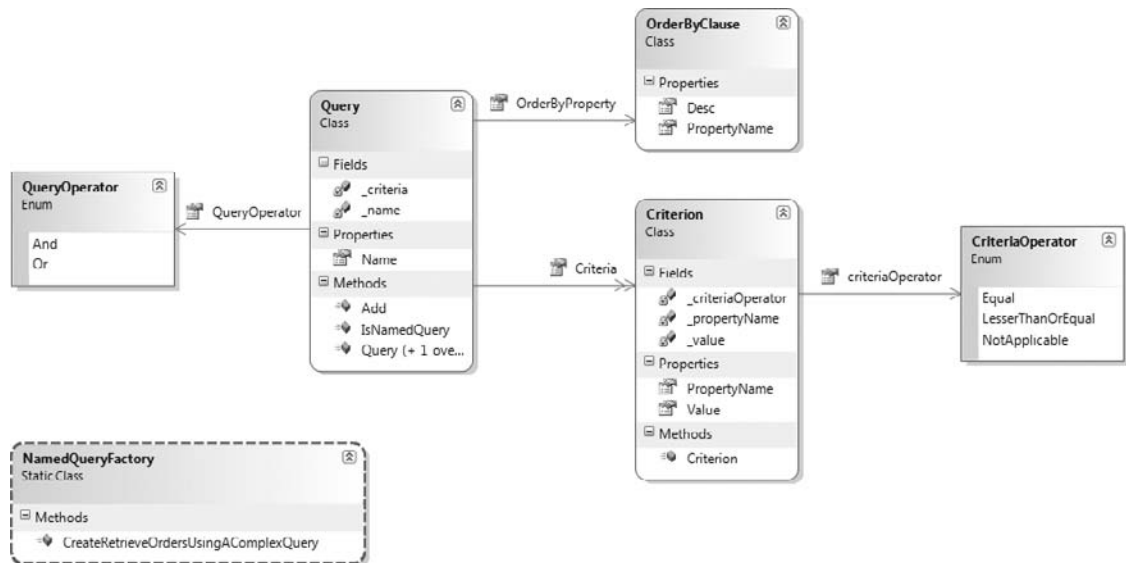 OrderByClause
Class
Properties
Desc
PropertyName
OrderByProperty
Query
Class
Fields
_criteria
_name
Properties
Name
Methods
Add
IsNamedQuery
Query (+ 1 ove...
QueryOperator
QueryOperator
Enum
And
Or
Criteria
Criterion
Class
Fields
_criteriaOperator
_propertyName
_value
Properties
PropertyName
Value
Methods
Criterion
criteriaOperator
CriteriaOperator
Enum
Equal
LesserThanOrEqual
NotApplicable
NamedQueryFactory
Static Class
Methods
CreateRetrieveOrdersUsingAComplexQuery